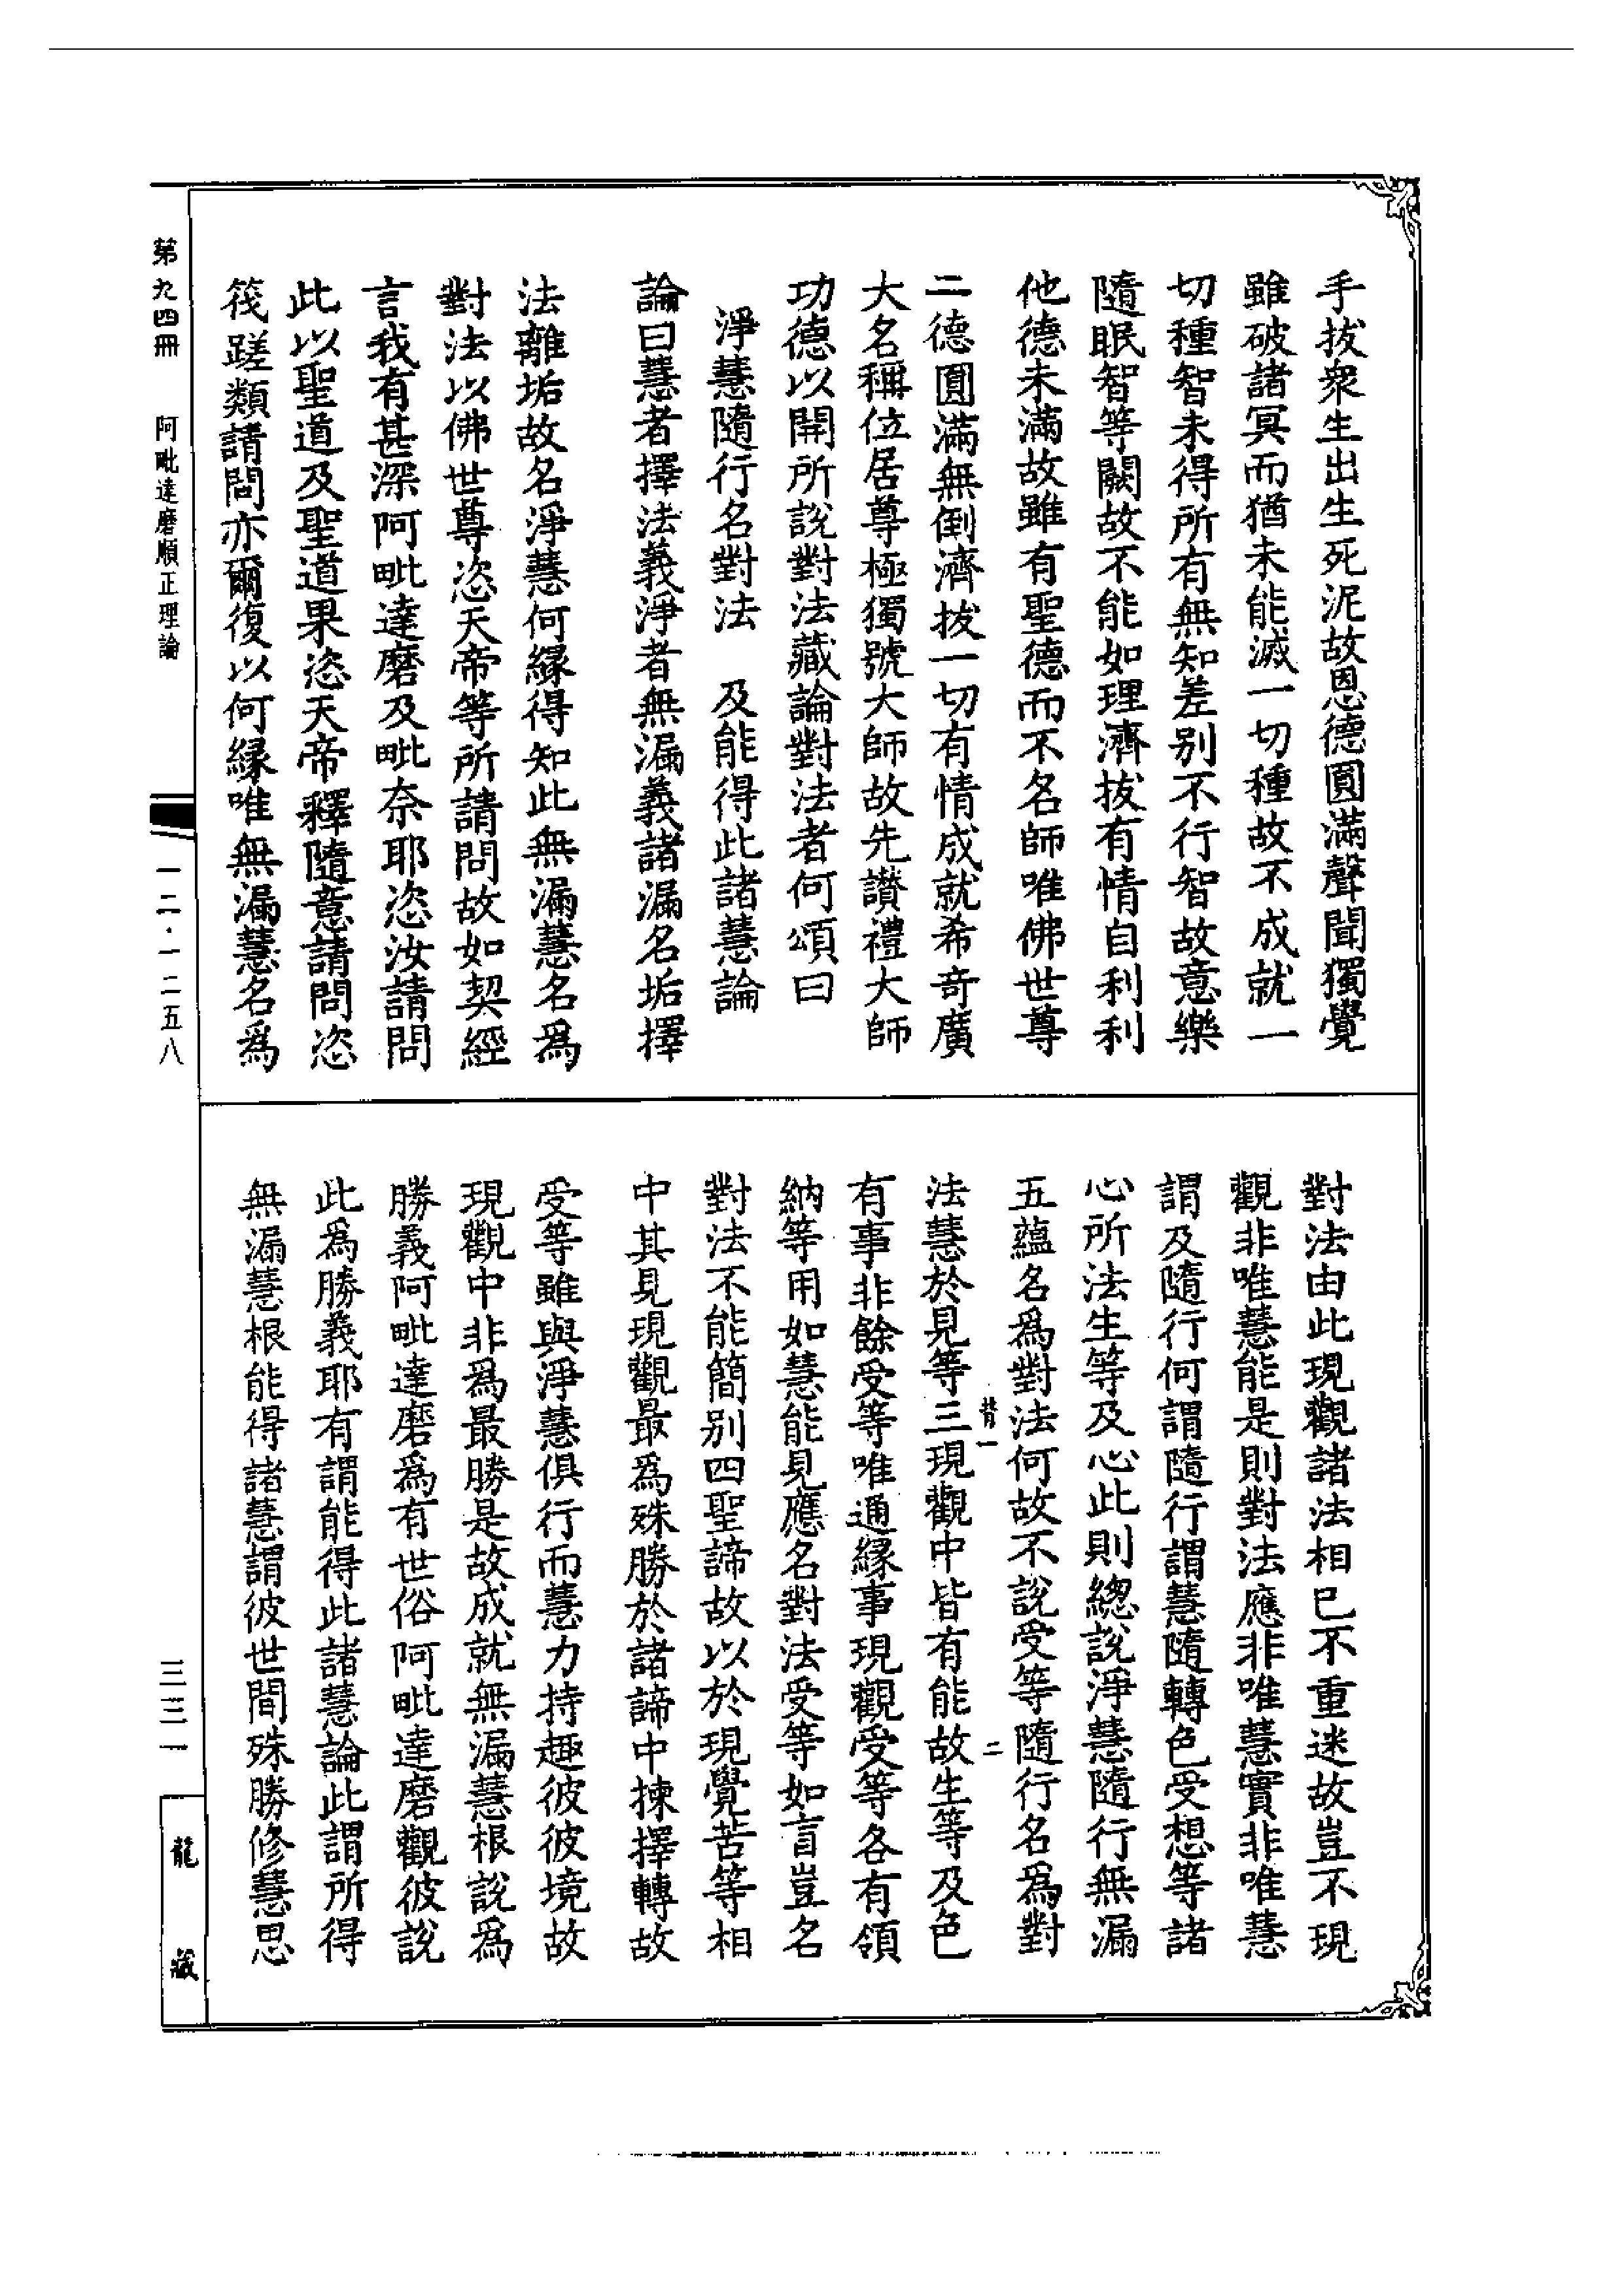 手拔衆生出生死泥故恩德圓滿聲聞獨覺
雖破諸冥而猶未能滅一切種故不成就一
切種智未得所有無知差别不行智故意樂
隨眠智等闕故不能如理濟拔有情自利利
他德未滿故雖有聖德而不名師唯佛世尊
二德圓滿無倒濟拔一切有情成就希奇廣
大名稱位居尊極獨號大師故先讚禮大師
功德以開所說對法藏論對法者何頌曰
淨慧隨行名對法　及能得此諸慧論
論曰慧者擇法義淨者無漏義諸漏名垢擇
法離垢故名淨慧何緣得知此無漏慧名爲
對法以佛世尊恣天帝等所請問故如契經
言我有甚深阿毗達磨及毗奈耶恣汝請問
此以聖道及聖道果恣天帝釋隨意請問恣
筏蹉類請問亦爾復以何緣唯無漏慧名爲
對法由此現觀諸法相已不重迷故豈不現
觀非唯慧能是則對法應非唯慧實非唯慧
謂及隨行何謂隨行謂慧隨轉色受想等諸
心所法生等及心此則總說淨慧隨行無漏
五蘊名爲對法何故不說受等隨行名爲對
背一　二
法慧於見等三現觀中皆有能故生等及色
有事非餘受等唯通緣事現觀受等各有領
納等用如慧能見應名對法受等如盲豈名
對法不能簡别四聖諦故以於現覺苦等相
中其見現觀最爲殊勝於諸諦中揀擇轉故
受等雖與淨慧俱行而慧力持趣彼彼境故
現觀中非爲最勝是故成就無漏慧根說爲
勝義阿毗達磨爲有世俗阿毗達磨觀彼說
此爲勝義耶有謂能得此諸慧論此謂所得
無漏慧根能得諸慧謂彼世間殊勝修慧思
第九四冊　阿毗達磨順正理論
一二·一二五八
三三一
龍藏